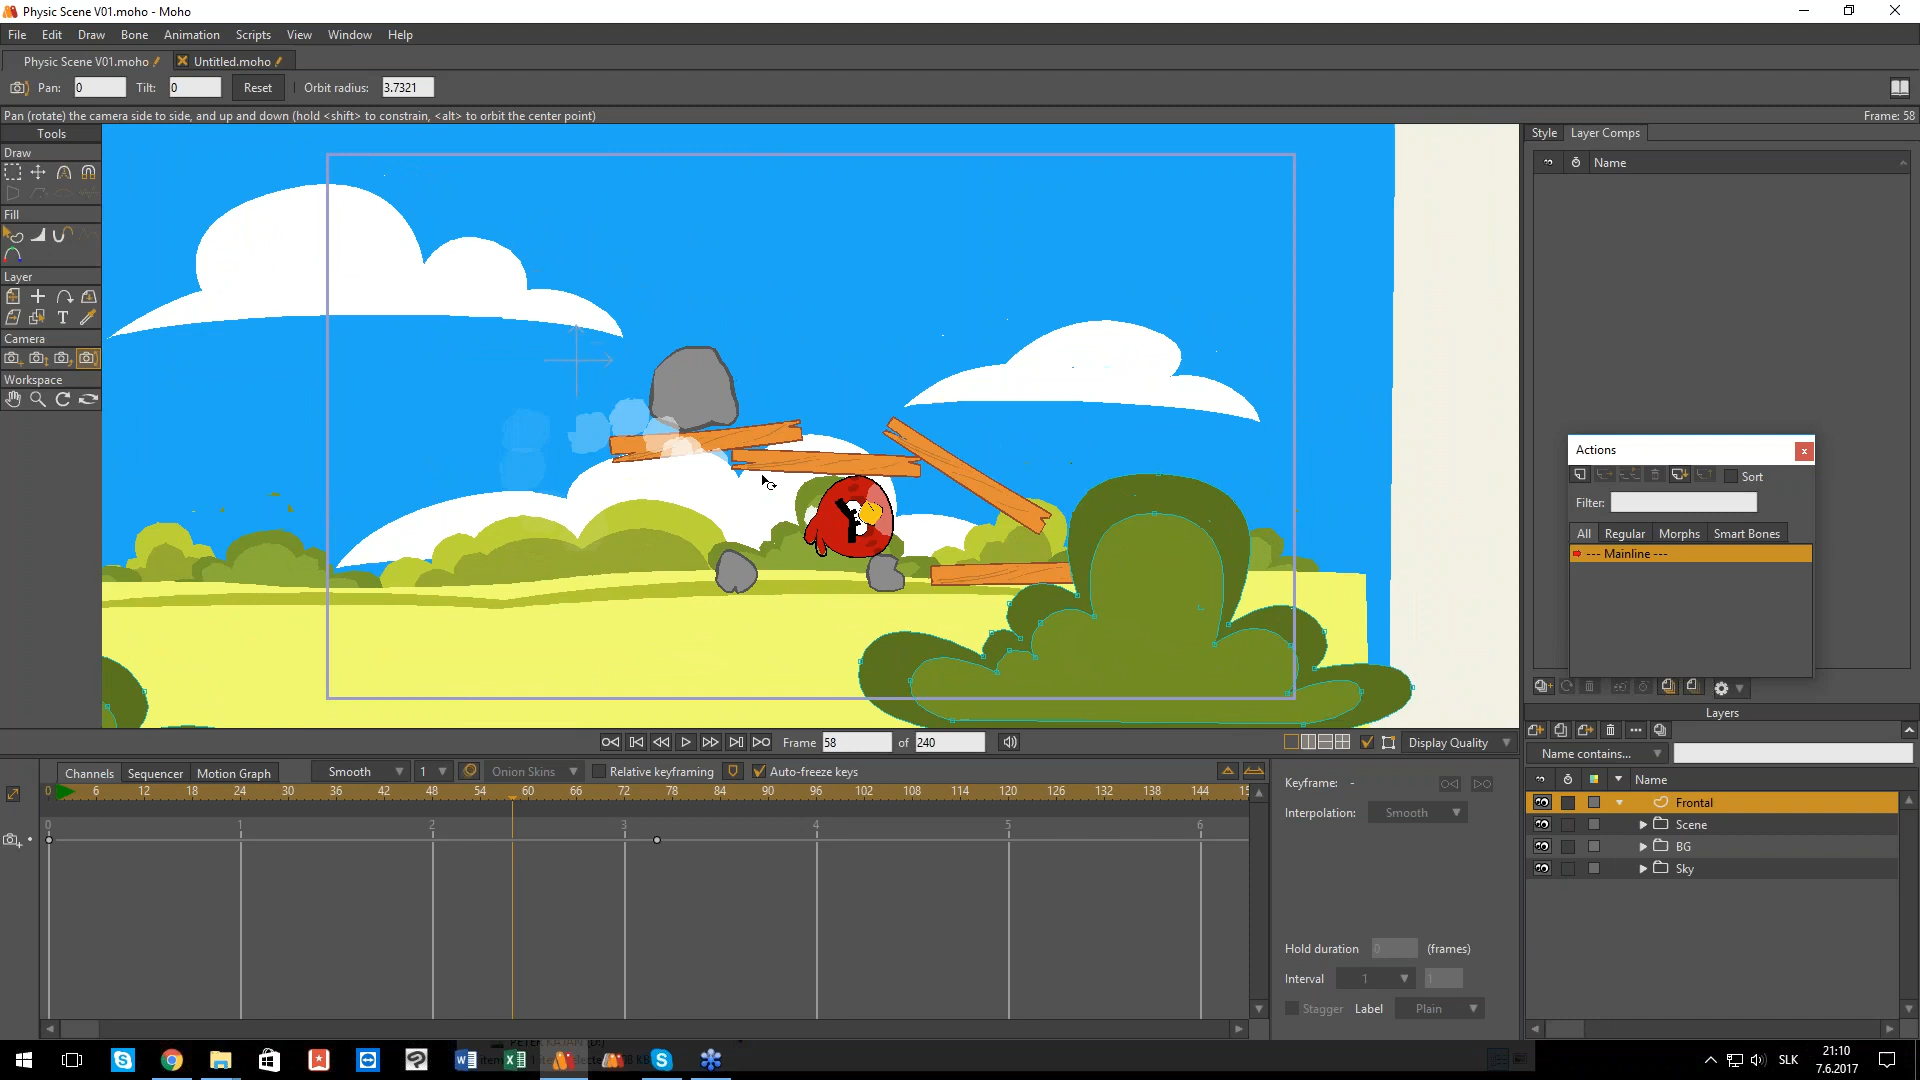 Physic Scene V01.moho - Moho
File Edit Draw Bone Animation Scripts View Window Help
Physic Scene V01.moho Untitled.moho
Pan: 0 Tilt: 0 Reset Orbit radius: 3.7321
Pan (rotate) the camera side to side, and up and down (hold <shift> to constrain, <alt> to orbit the center point) Frame: 58
Tools
Draw
Fill
Layer
T
Camera
Workspace
Style Layer Comps
Name
Actions
x
Sort
Filter:
All Regular Morphs Smart Bones
--- Mainline ---
Frame 58 of 240 Display Quality
Channels Sequencer Motion Graph Smooth 1 Onion Skins Relative keyframing Auto-freeze keys
0 6 12 18 24 30 36 42 48 54 60 66 72 78 84 90 96 102 108 114 120 126 132 138 144 15
0 1 2 3 4 5 6
Keyframe: -
Interpolation: Smooth
Hold duration 0 (frames)
Interval 1 1
Stagger Label Plain
Layers
Name contains...
Name
Frontal
Scene
BG
Sky
SLK
21:10
7.6.2017